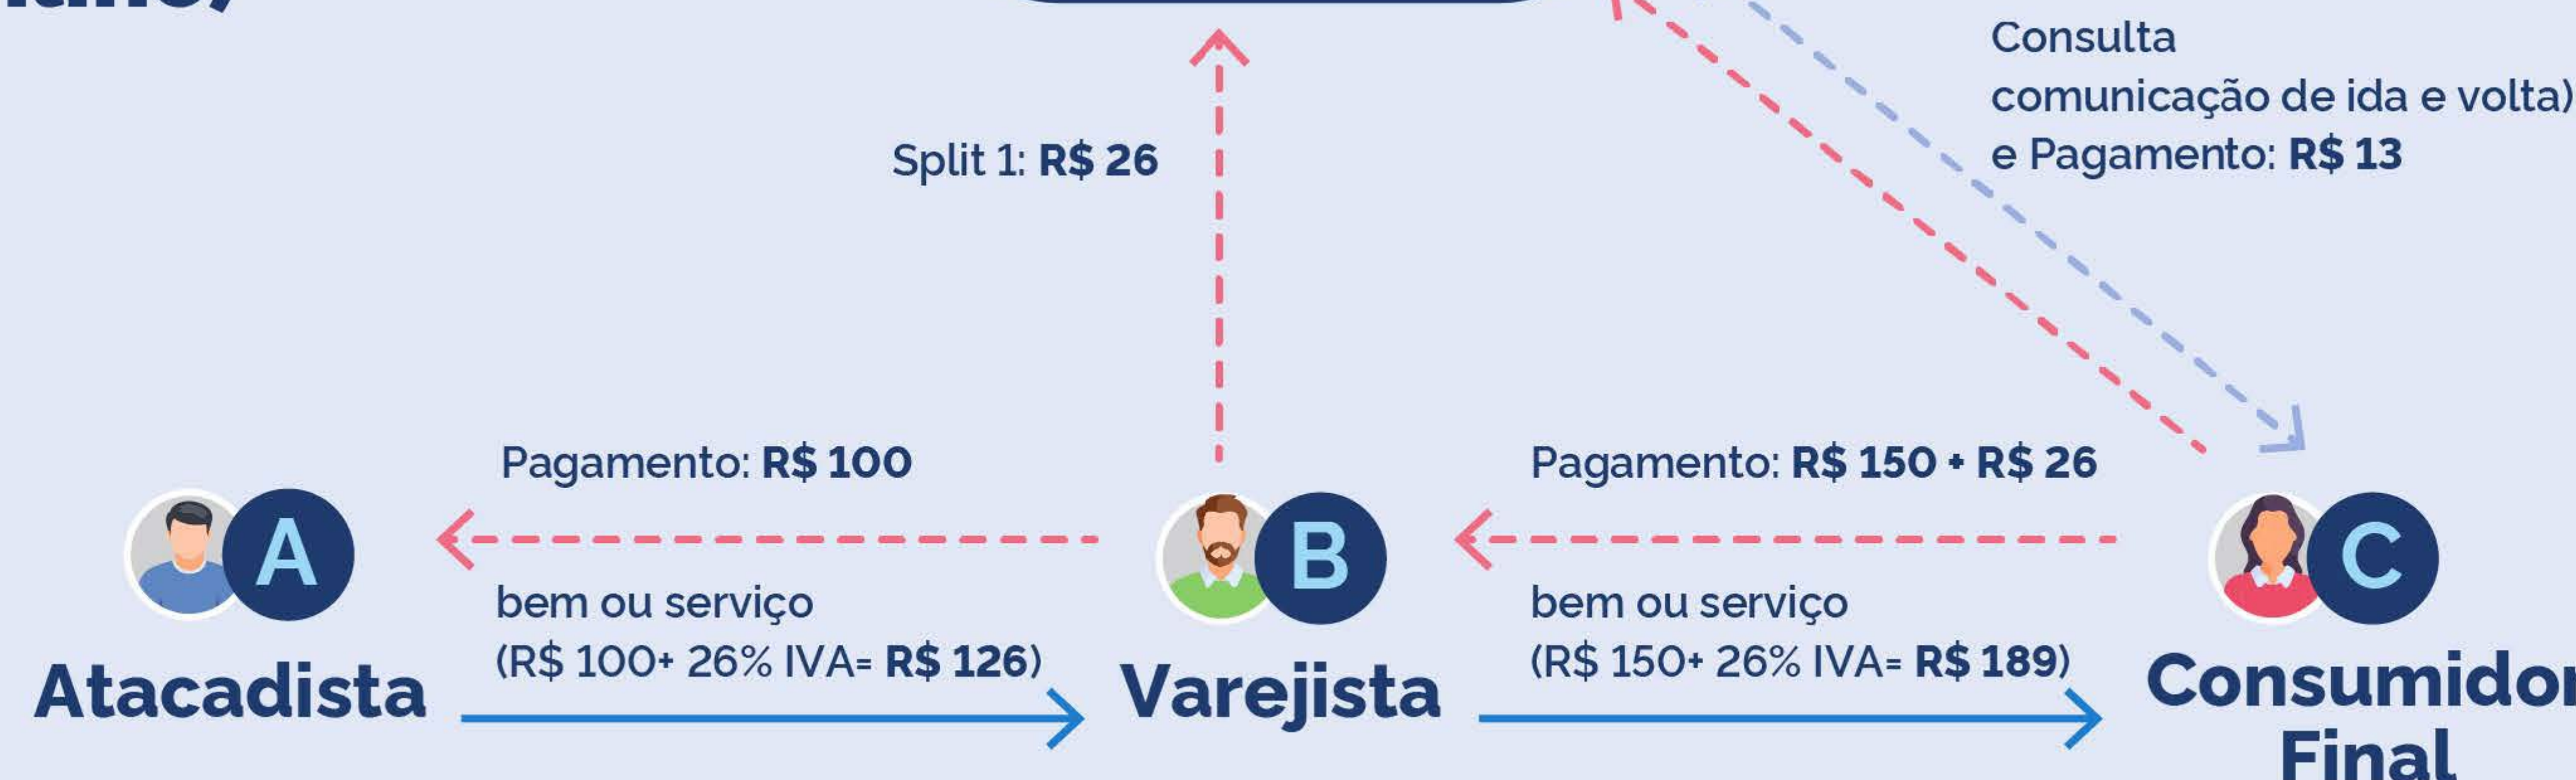 Consulta
comunicação de ida e volta)
e Pagamento: R$ 13
Split 1: R$ 26
Pagamento: R$ 100
Pagamento: R$ 150 + R$ 26
A
B
C
bem ou serviço
(R$ 100+ 26% IVA= R$ 126)
bem ou serviço
(R$ 150+ 26% IVA= R$ 189)
Atacadista
Varejista
Consumidor
Final